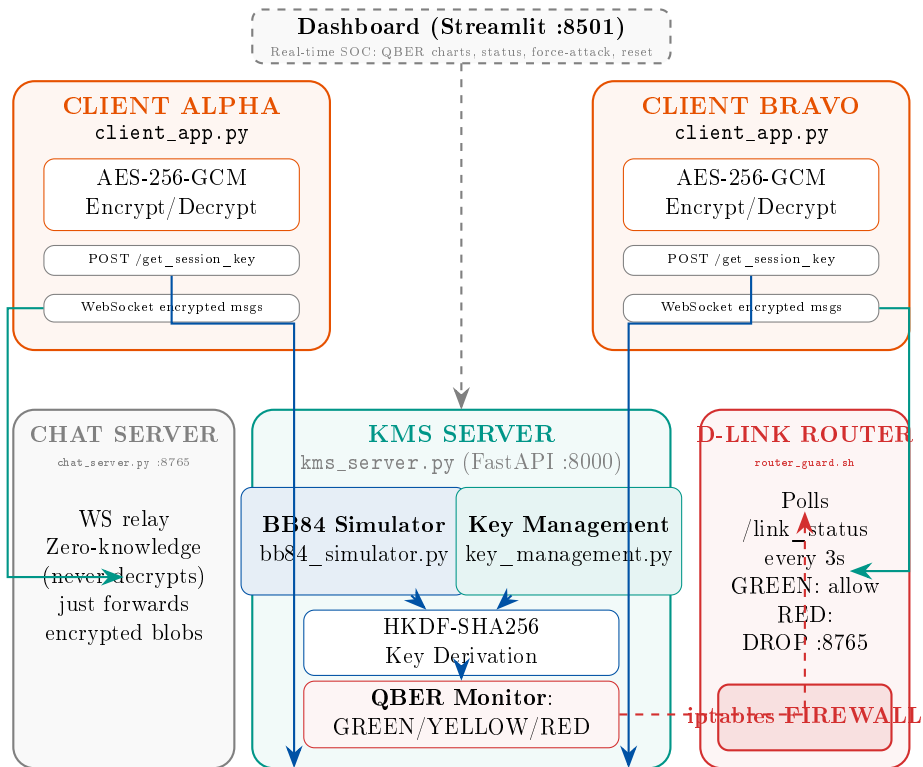 Dashboard (Streamlit :8501)
Real-time SOC: QBER charts, status, force-attack, reset
CLIENT ALPHA
client_app.py
AES-256-GCM
Encrypt/Decrypt
POST /get_session_key
WebSocket encrypted msgs
CLIENT BRAVO
client_app.py
AES-256-GCM
Encrypt/Decrypt
POST /get_session_key
WebSocket encrypted msgs
CHAT SERVER
chat_server.py :8765
WS relay
Zero-knowledge
(never decrypts)
just forwards
encrypted blobs
KMS SERVER
kms_server.py (FastAPI :8000)
BB84 Simulator
bb84_simulator.py
Key Management
key_management.py
HKDF-SHA256
Key Derivation
QBER Monitor:
GREEN/YELLOW/RED
D-LINK ROUTER
router_guard.sh
Polls
/link_status
every 3s
GREEN: allow
RED:
DROP :8765
iptables FIREWALL